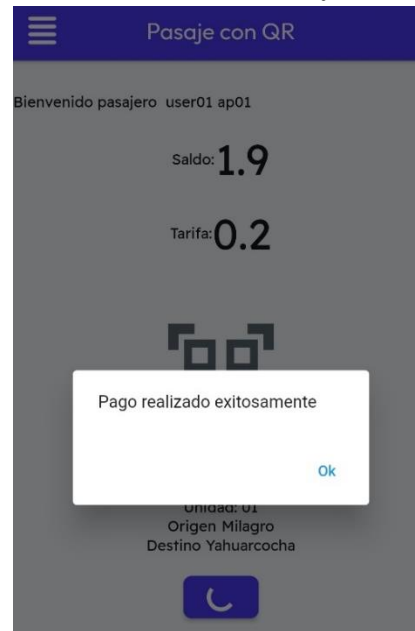 Pasaje con QR
Bienvenido pasajero user01 ap01
Saldo: 1.9
Tarifa: 0.2
Pago realizado exitosamente
Ok
Unidad: 01
Origen Milagro
Destino Yahuarcocha